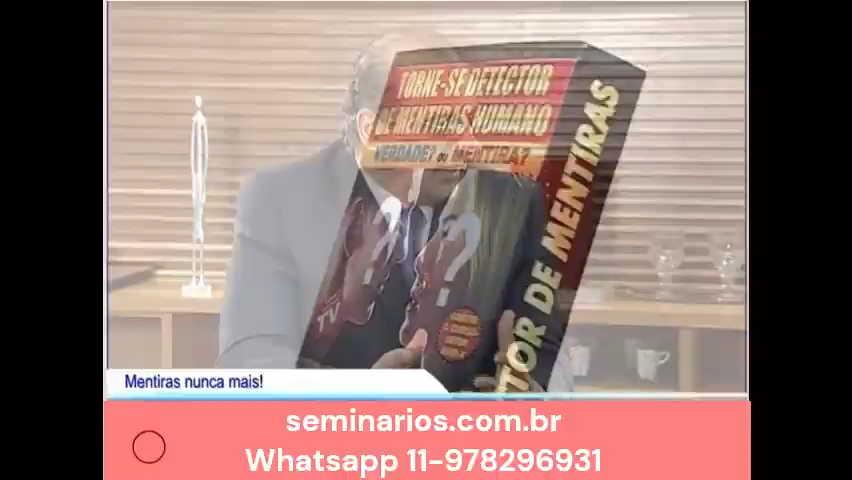 TORNE-SE DETECTOR
DE MENTIRAS HUMANO
VERDADE? ou MENTIRA?
? ?
TV
TOR DE MENTIRAS
Mentiras nunca mais!
seminarios.com.br
Whatsapp 11-978296931